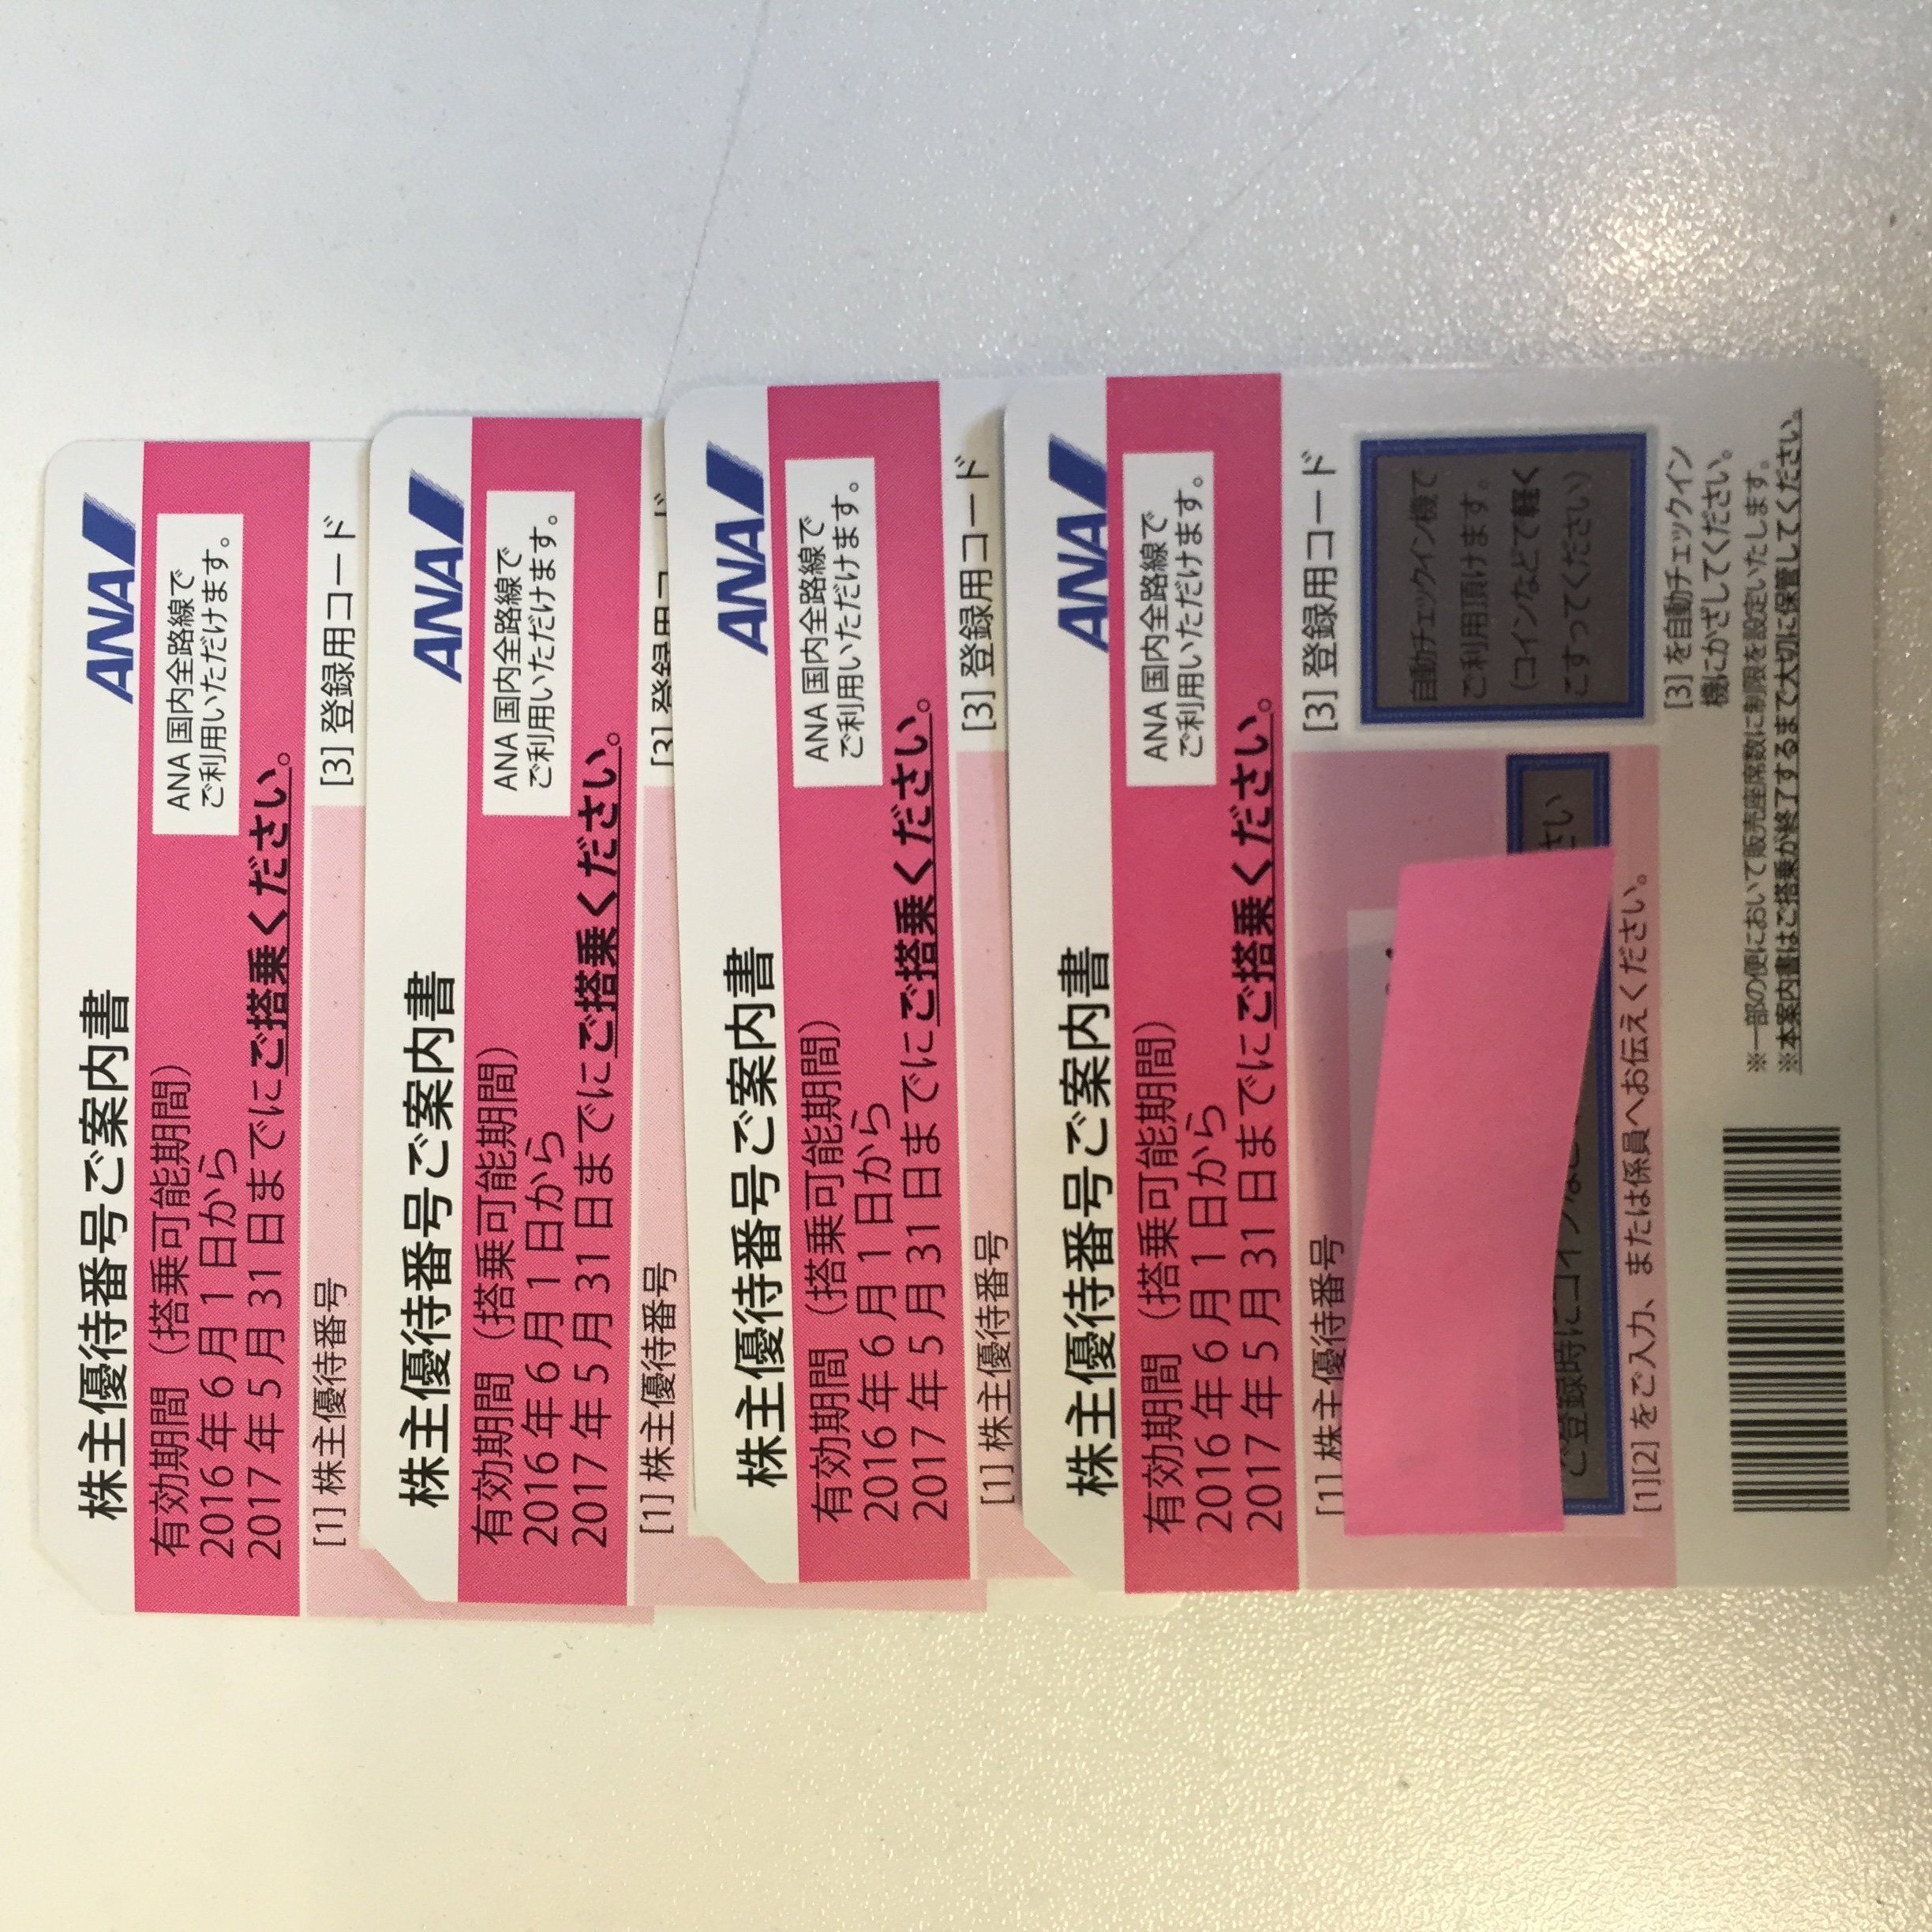 株主優待番号ご案内書
ANA
有効期間 （搭乗可能期間）
2016年6月1日から
2017年5月31日までにご搭乗ください。
ANA 国内全路線で
ご利用いただけます。
[1] 株主優待番号
[3] 登録用コード
株主優待番号ご案内書
ANA
有効期間 （搭乗可能期間）
2016年6月1日から
2017年5月31日までにご搭乗ください。
ANA 国内全路線で
ご利用いただけます。
[1] 株主優待番号
[3] 登録用コード
株主優待番号ご案内書
ANA
有効期間 （搭乗可能期間）
2016年6月1日から
2017年5月31日までにご搭乗ください。
ANA 国内全路線で
ご利用いただけます。
[1] 株主優待番号
[3] 登録用コード
株主優待番号ご案内書
ANA
有効期間 （搭乗可能期間）
2016年6月1日から
2017年5月31日までにご搭乗ください。
ANA 国内全路線で
ご利用いただけます。
[1] 株主優待番号
ご登録時にコイン
さい
[1][2] をご入力、または係員へお伝えください。
[3] 登録用コード
自動チェックイン機で
ご利用頂けます。
（コインなどで軽く
こすってください）
[3] を自動チェックイン
機にかざしてください。
※一部の便において販売座席数に制限を設定いたします。
※本案内書はご搭乗が終了するまで大切に保管してください。